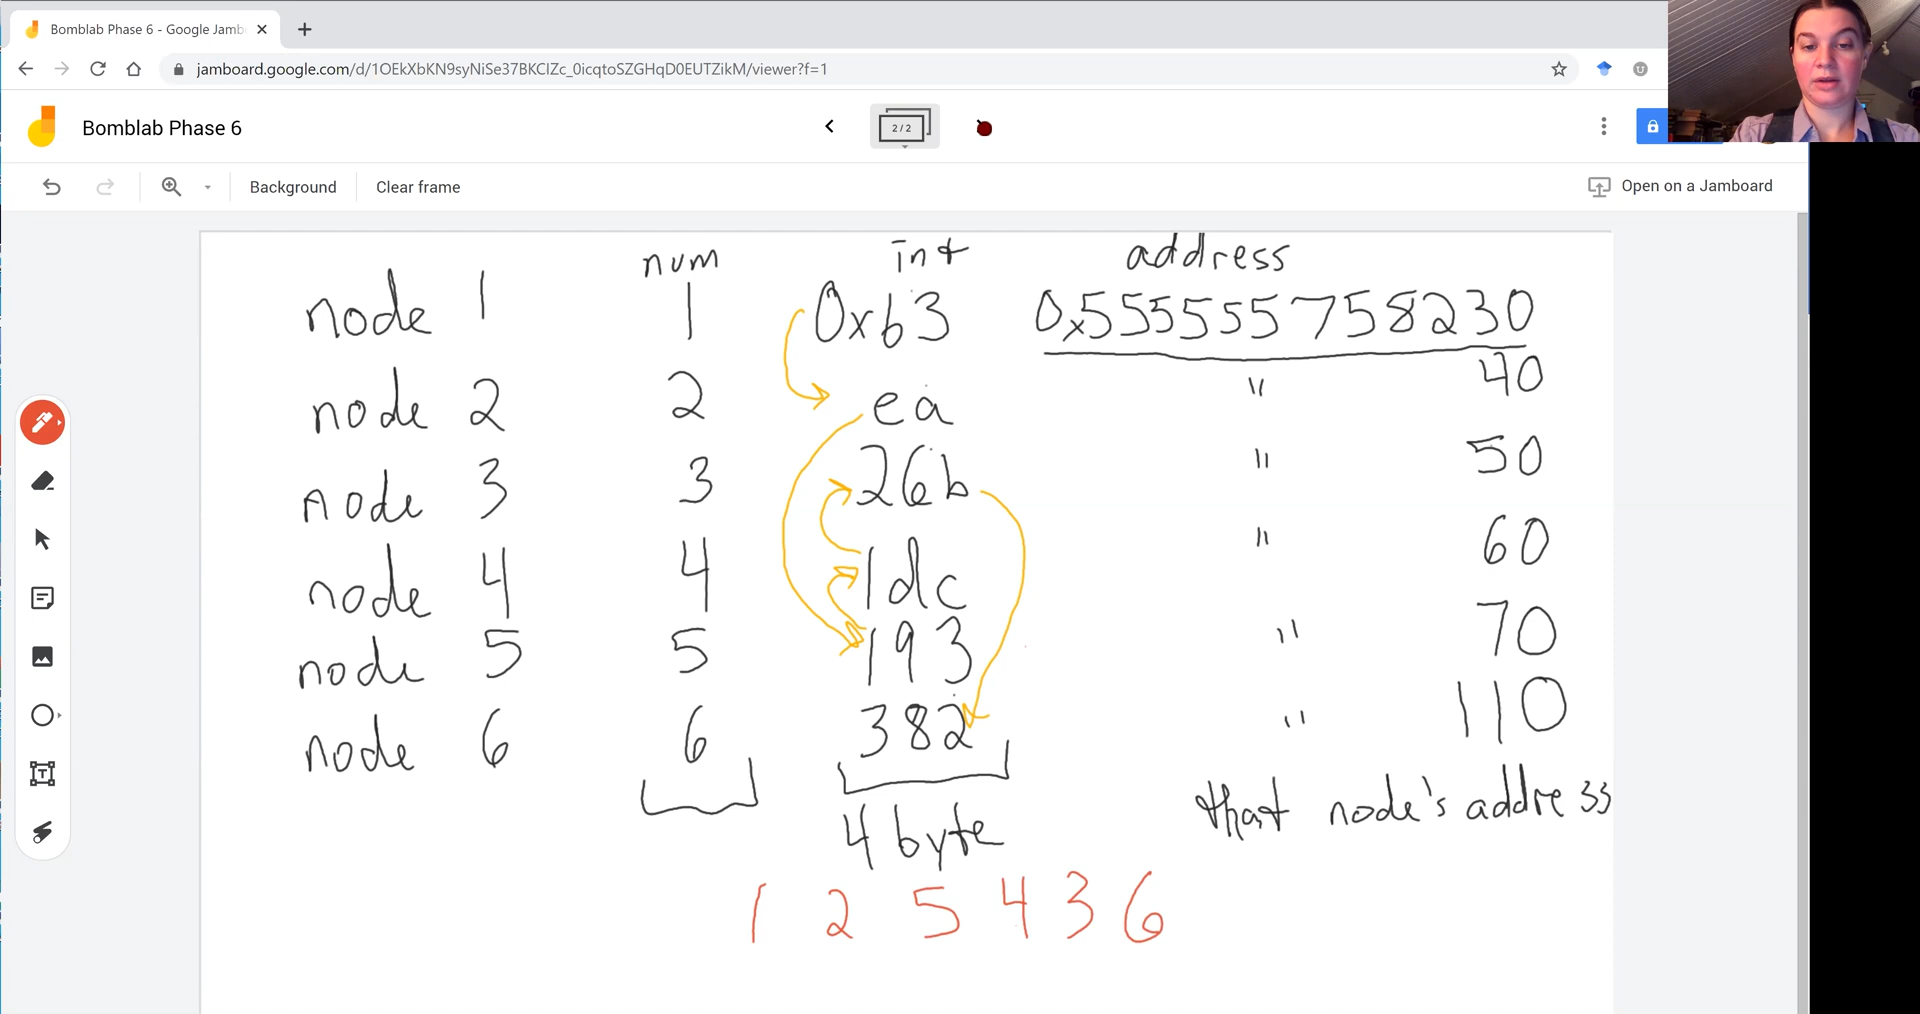 Bomblab Phase 6 - Google Jamb
jamboard.google.com/d/1OEkXbKN9syNiSe37BKCIZc_0icqtoSZGHqD0EUTZikM/viewer?f=1
Bomblab Phase 6
2 / 2
Background
Clear frame
Open on a Jamboard
num int address
node 1 1 0x63 0x555555758230
node 2 2 ea " 40
node 3 3 26b " 50
node 4 4 1dc " 60
node 5 5 193 " 70
node 6 6 382 " 110
4 byte
that node's address
1 2 5 4 3 6